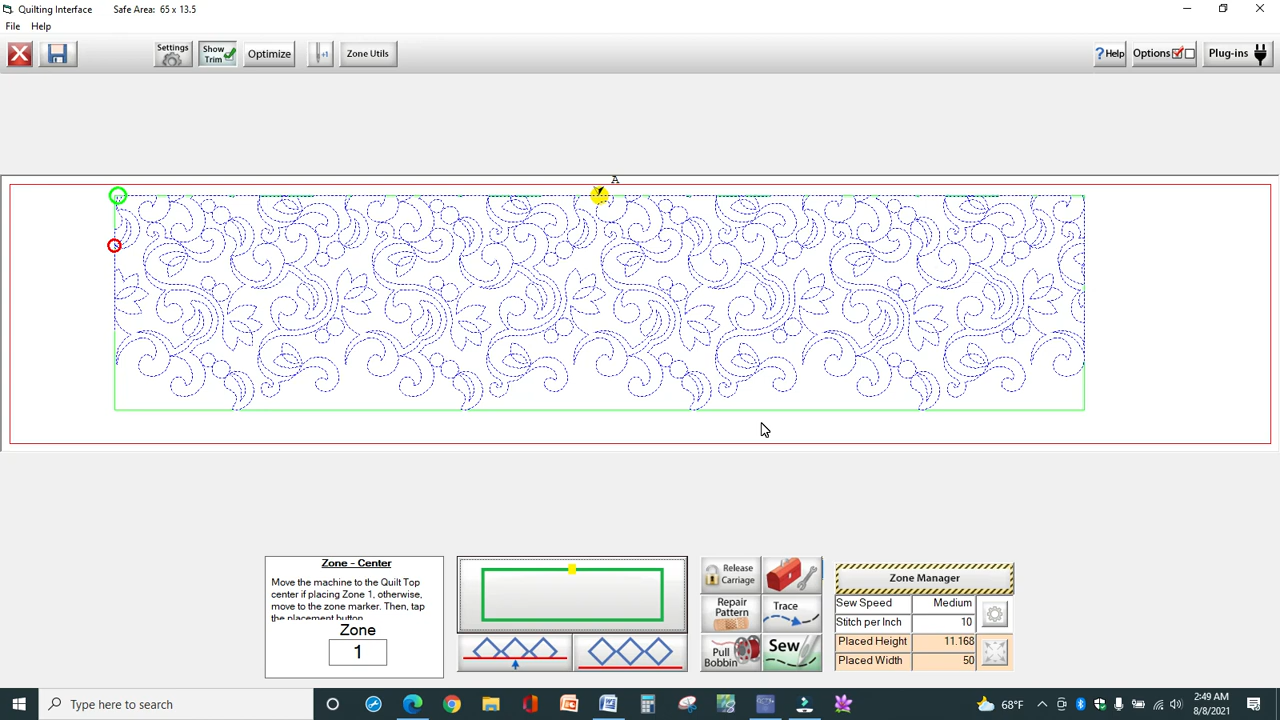 Quilting Interface Safe Area: 65 x 13.5
File Help
Settings
Show
Trim
Optimize
+1
Zone Utils
?Help
Options
Plug-ins
A
Zone - Center
Move the machine to the Quilt Top
center if placing Zone 1, otherwise,
move to the zone marker. Then, tap
the placement button.
Zone
1
Release
Carriage
Repair
Pattern
Trace
Pull
Bobbin
Sew
Zone Manager
Sew Speed Medium
Stitch per Inch 10
Placed Height 11.168
Placed Width 50
Type here to search
68°F
2:49 AM
8/8/2021